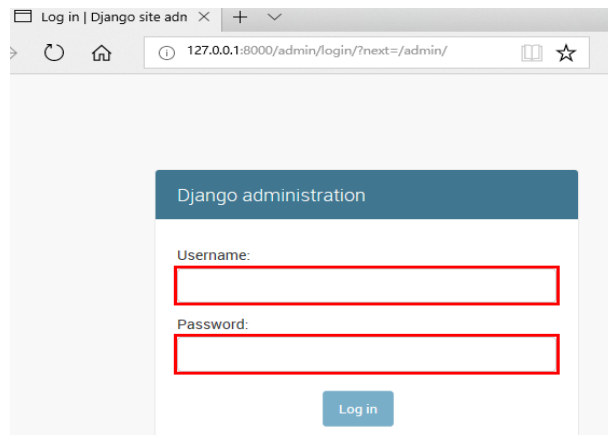 Log in | Django site adn
127.0.0.1:8000/admin/login/?next=/admin/
Django administration
Username:
Password:
Log in